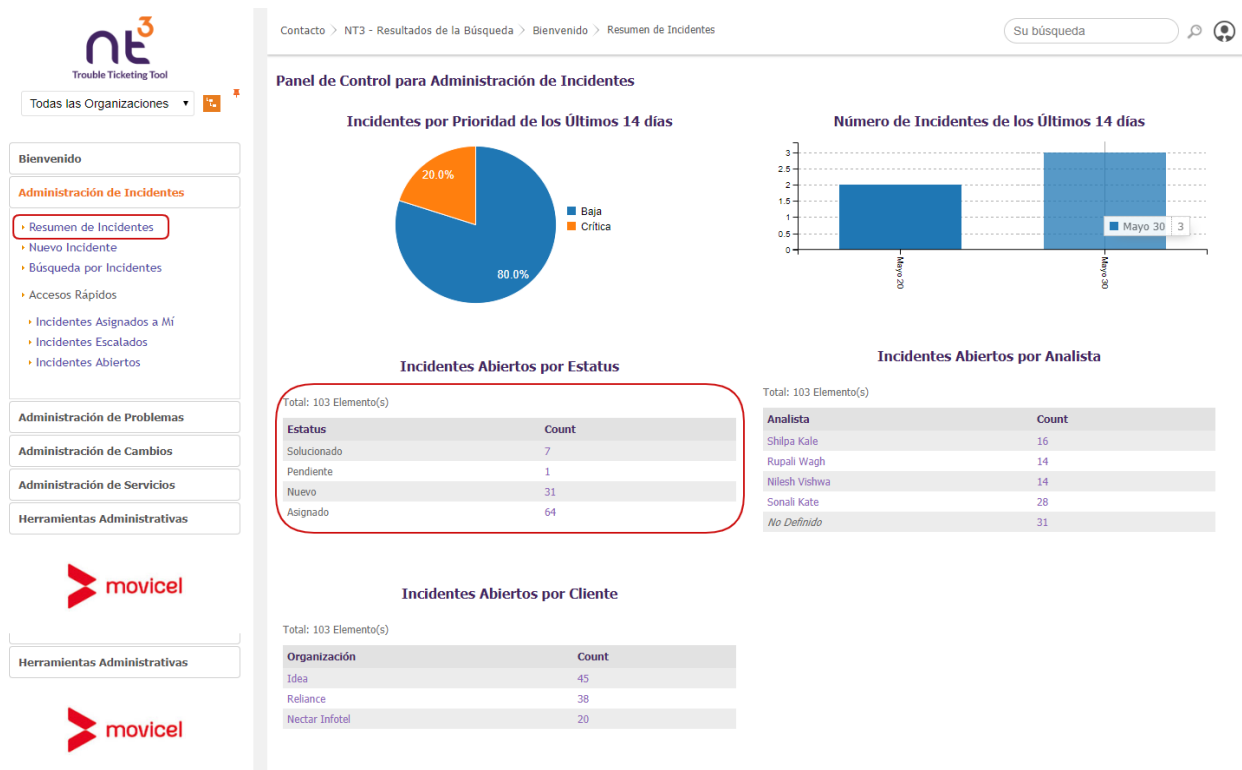 nt3
Trouble Ticketing Tool
Todas las Organizaciones
Bienvenido
Administración de Incidentes
Resumen de Incidentes
Nuevo Incidente
Búsqueda por Incidentes
Accesos Rápidos
Incidentes Asignados a Mí
Incidentes Escalados
Incidentes Abiertos
Administración de Problemas
Administración de Cambios
Administración de Servicios
Herramientas Administrativas
movicel
Herramientas Administrativas
movicel
Contacto > NT3 - Resultados de la Búsqueda > Bienvenido > Resumen de Incidentes
Su búsqueda
Panel de Control para Administración de Incidentes
Incidentes por Prioridad de los Últimos 14 días
20.0%
80.0%
Baja
Crítica
Número de Incidentes de los Últimos 14 días
3
2.5
2
1.5
1
0.5
0
Mayo 20
Mayo 30
Mayo 30 3
Incidentes Abiertos por Estatus
Total: 103 Elemento(s)
Estatus Count
Solucionado 7
Pendiente 1
Nuevo 31
Asignado 64
Incidentes Abiertos por Analista
Total: 103 Elemento(s)
Analista Count
Shilpa Kale 16
Rupali Wagh 14
Nilesh Vishwa 14
Sonali Kate 28
No Definido 31
Incidentes Abiertos por Cliente
Total: 103 Elemento(s)
Organización Count
Idea 45
Reliance 38
Nectar Infotel 20